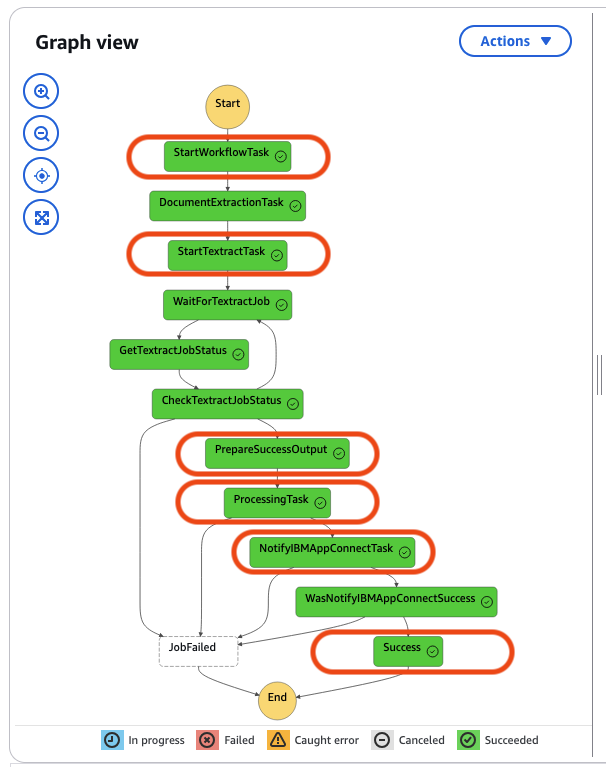 Graph view
Actions
Start
StartWorkflowTask
DocumentExtractionTask
StartTextractTask
WaitForTextractJob
GetTextractJobStatus
CheckTextractJobStatus
PrepareSuccessOutput
ProcessingTask
NotifyIBMAppConnectTask
WasNotifyIBMAppConnectSuccess
JobFailed
Success
End
In progress
Failed
Caught error
Canceled
Succeeded